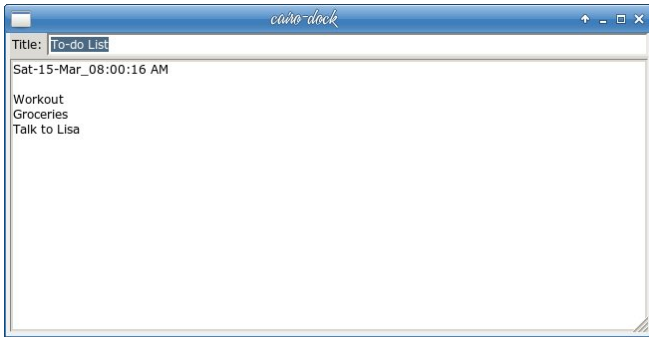 cairo-dock
Title: To-do List
Sat-15-Mar_08:00:16 AM
Workout
Groceries
Talk to Lisa